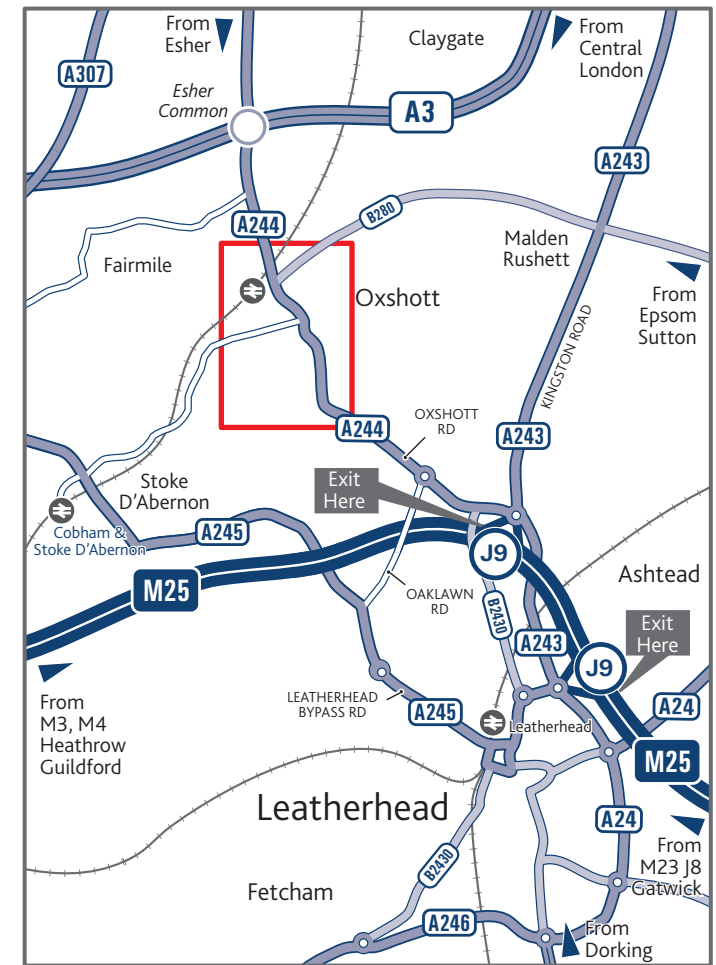 From
Esher
Claygate
From
Central
London
A307
Esher
Common
A3
A243
A244
B280
Fairmile
Malden
Rushett
Oxshott
From
Epsom
Sutton
KINGSTON ROAD
OXSHOTT
RD
A244
A243
Exit
Here
Stoke
D'Abernon
Cobham &
Stoke D'Abernon
A245
J9
Ashtead
M25
OAKLAWN
RD
B2430
A243
Exit
Here
J9
From
M3, M4
Heathrow
Guildford
LEATHERHEAD
BYPASS RD
A245
Leatherhead
A24
M25
Leatherhead
A24
From
M23 J8
Gatwick
B2430
Fetcham
A246
From
Dorking